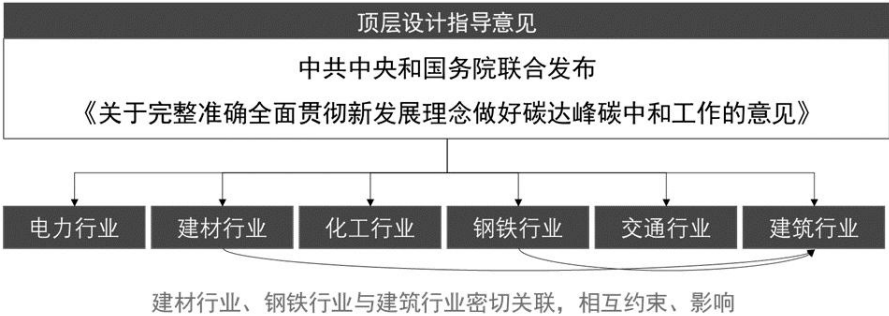 顶层设计指导意见
中共中央和国务院联合发布
《关于完整准确全面贯彻新发展理念做好碳达峰碳中和工作的意见》
电力行业 建材行业 化工行业 钢铁行业 交通行业 建筑行业
建材行业、钢铁行业与建筑行业密切关联，相互约束、影响